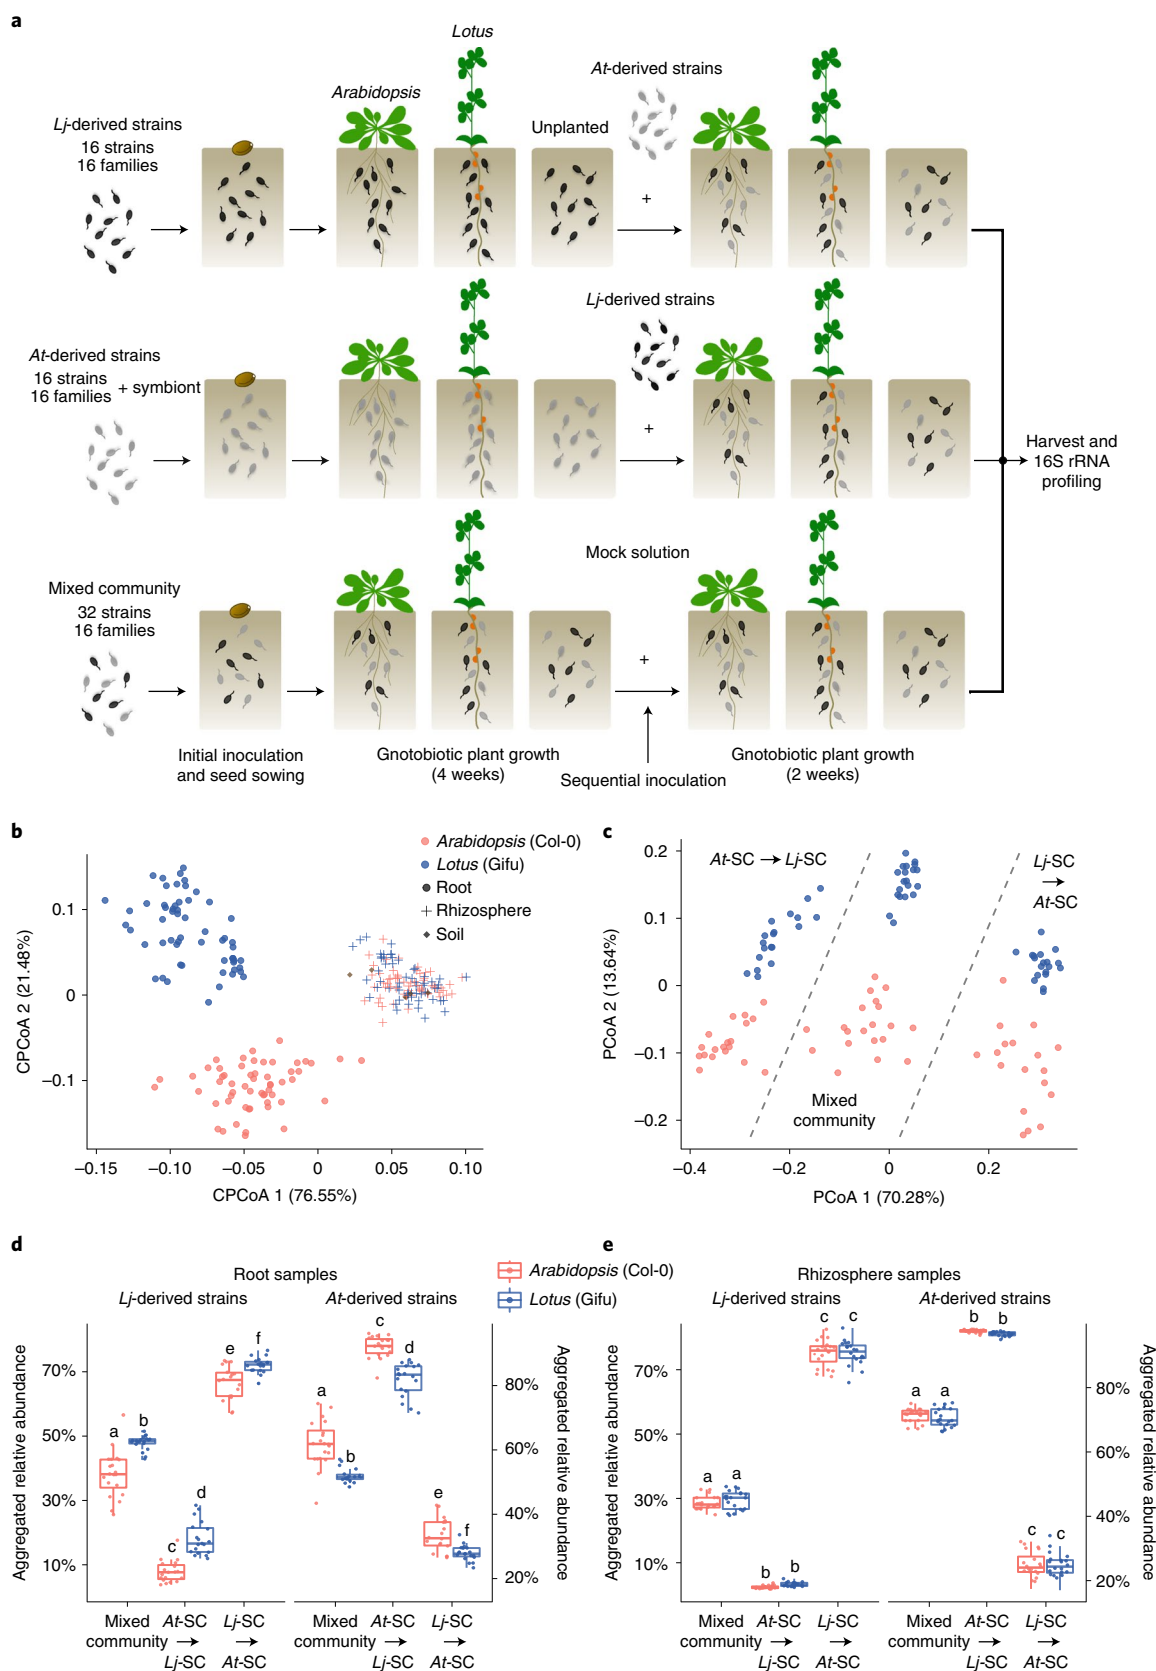 a
Lotus
At-derived strains
Arabidopsis
Lj-derived strains
16 strains
16 families
Unplanted
+
Lj-derived strains
At-derived strains
16 strains
16 families
+ symbiont
+
Harvest and
16S rRNA
profiling
Mock solution
Mixed community
32 strains
16 families
+
Initial inoculation
and seed sowing
Gnotobiotic plant growth
(4 weeks)
Sequential inoculation
Gnotobiotic plant growth
(2 weeks)
b
Arabidopsis (Col-0)
Lotus (Gifu)
Root
Rhizosphere
Soil
0.1
0
–0.1
CPCoA 2 (21.48%)
–0.15
–0.10
–0.05
0
0.05
0.10
CPCoA 1 (76.55%)
c
At-SC → Lj-SC
Lj-SC
→
At-SC
Mixed
community
0.2
0.1
0
–0.1
–0.2
PCoA 2 (13.64%)
–0.4
–0.2
0
0.2
PCoA 1 (70.28%)
d
Root samples
Arabidopsis (Col-0)
Lotus (Gifu)
Lj-derived strains
At-derived strains
70%
50%
30%
10%
Aggregated relative abundance
a
b
c
d
e
f
a
b
c
d
e
f
80%
60%
40%
20%
Aggregated relative abundance
Mixed
community
At-SC
→
Lj-SC
Lj-SC
→
At-SC
Mixed
community
At-SC
→
Lj-SC
Lj-SC
→
At-SC
e
Rhizosphere samples
Lj-derived strains
At-derived strains
70%
50%
30%
10%
Aggregated relative abundance
a
a
b
b
c
c
a
a
b
b
c
c
80%
60%
40%
20%
Aggregated relative abundance
Mixed
community
At-SC
→
Lj-SC
Lj-SC
→
At-SC
Mixed
community
At-SC
→
Lj-SC
Lj-SC
→
At-SC